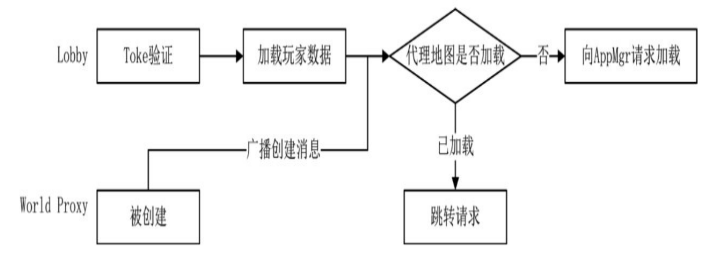 Lobby
Toke验证
加载玩家数据
代理地图是否加载
否
向AppMgr请求加载
广播创建消息
已加载
World Proxy
被创建
跳转请求